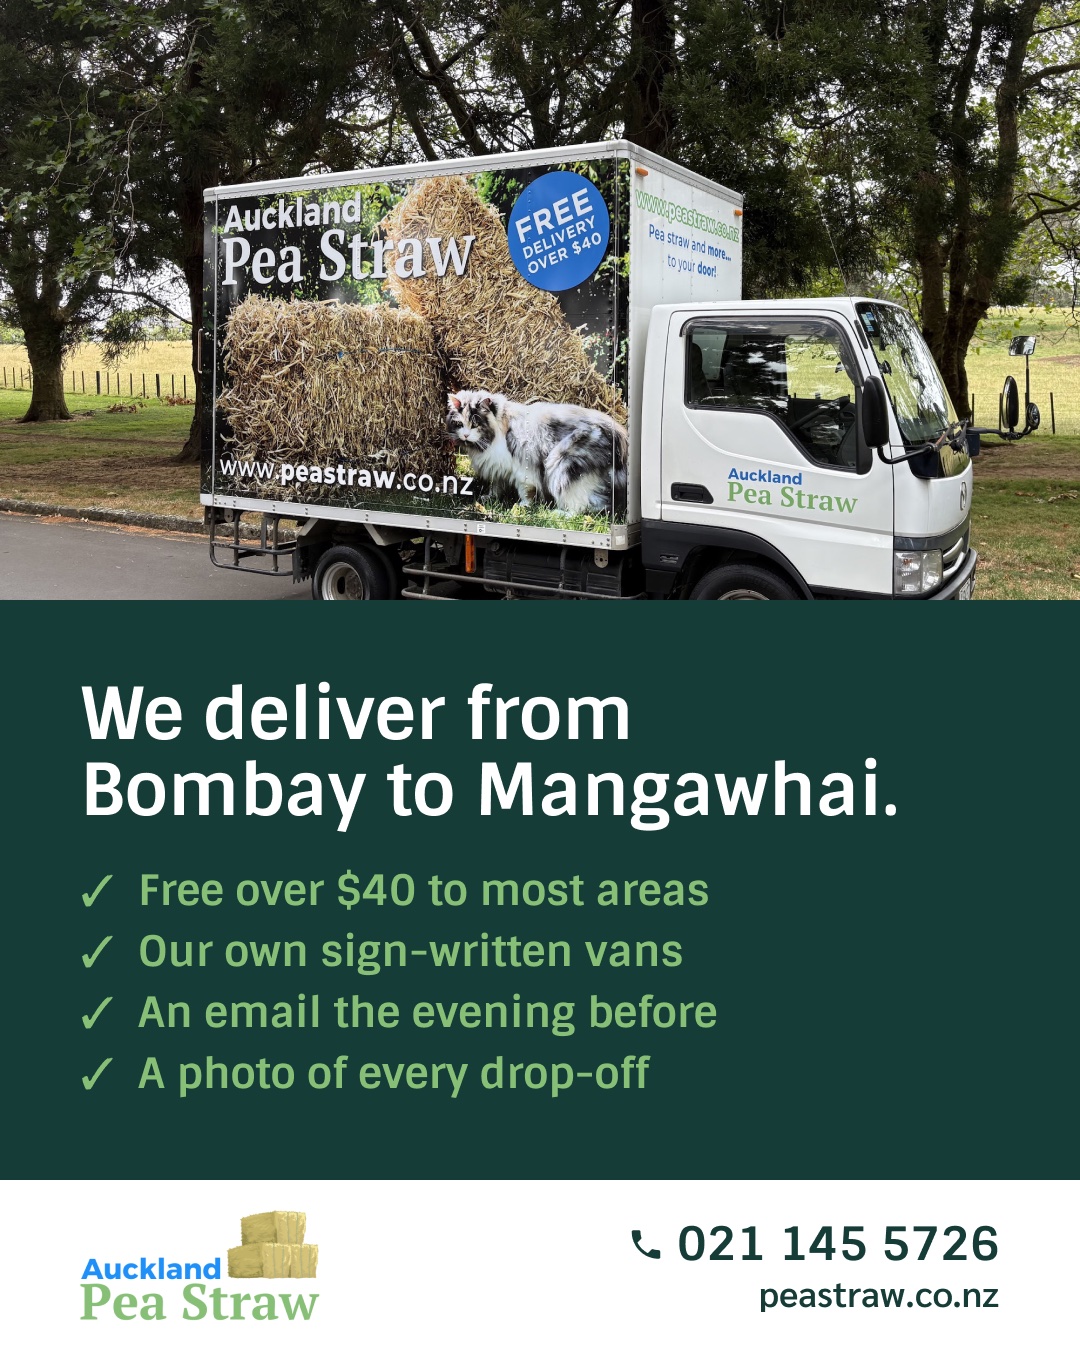 Auckland
Pea Straw
FREE
DELIVERY
OVER $40
www.peastraw.co.nz
www.peastraw.co.nz
Pea straw and more...
to your door!
Auckland
Pea Straw
We deliver from
Bombay to Mangawhai.
✓ Free over $40 to most areas
✓ Our own sign-written vans
✓ An email the evening before
✓ A photo of every drop-off
Auckland
Pea Straw
021 145 5726
peastraw.co.nz